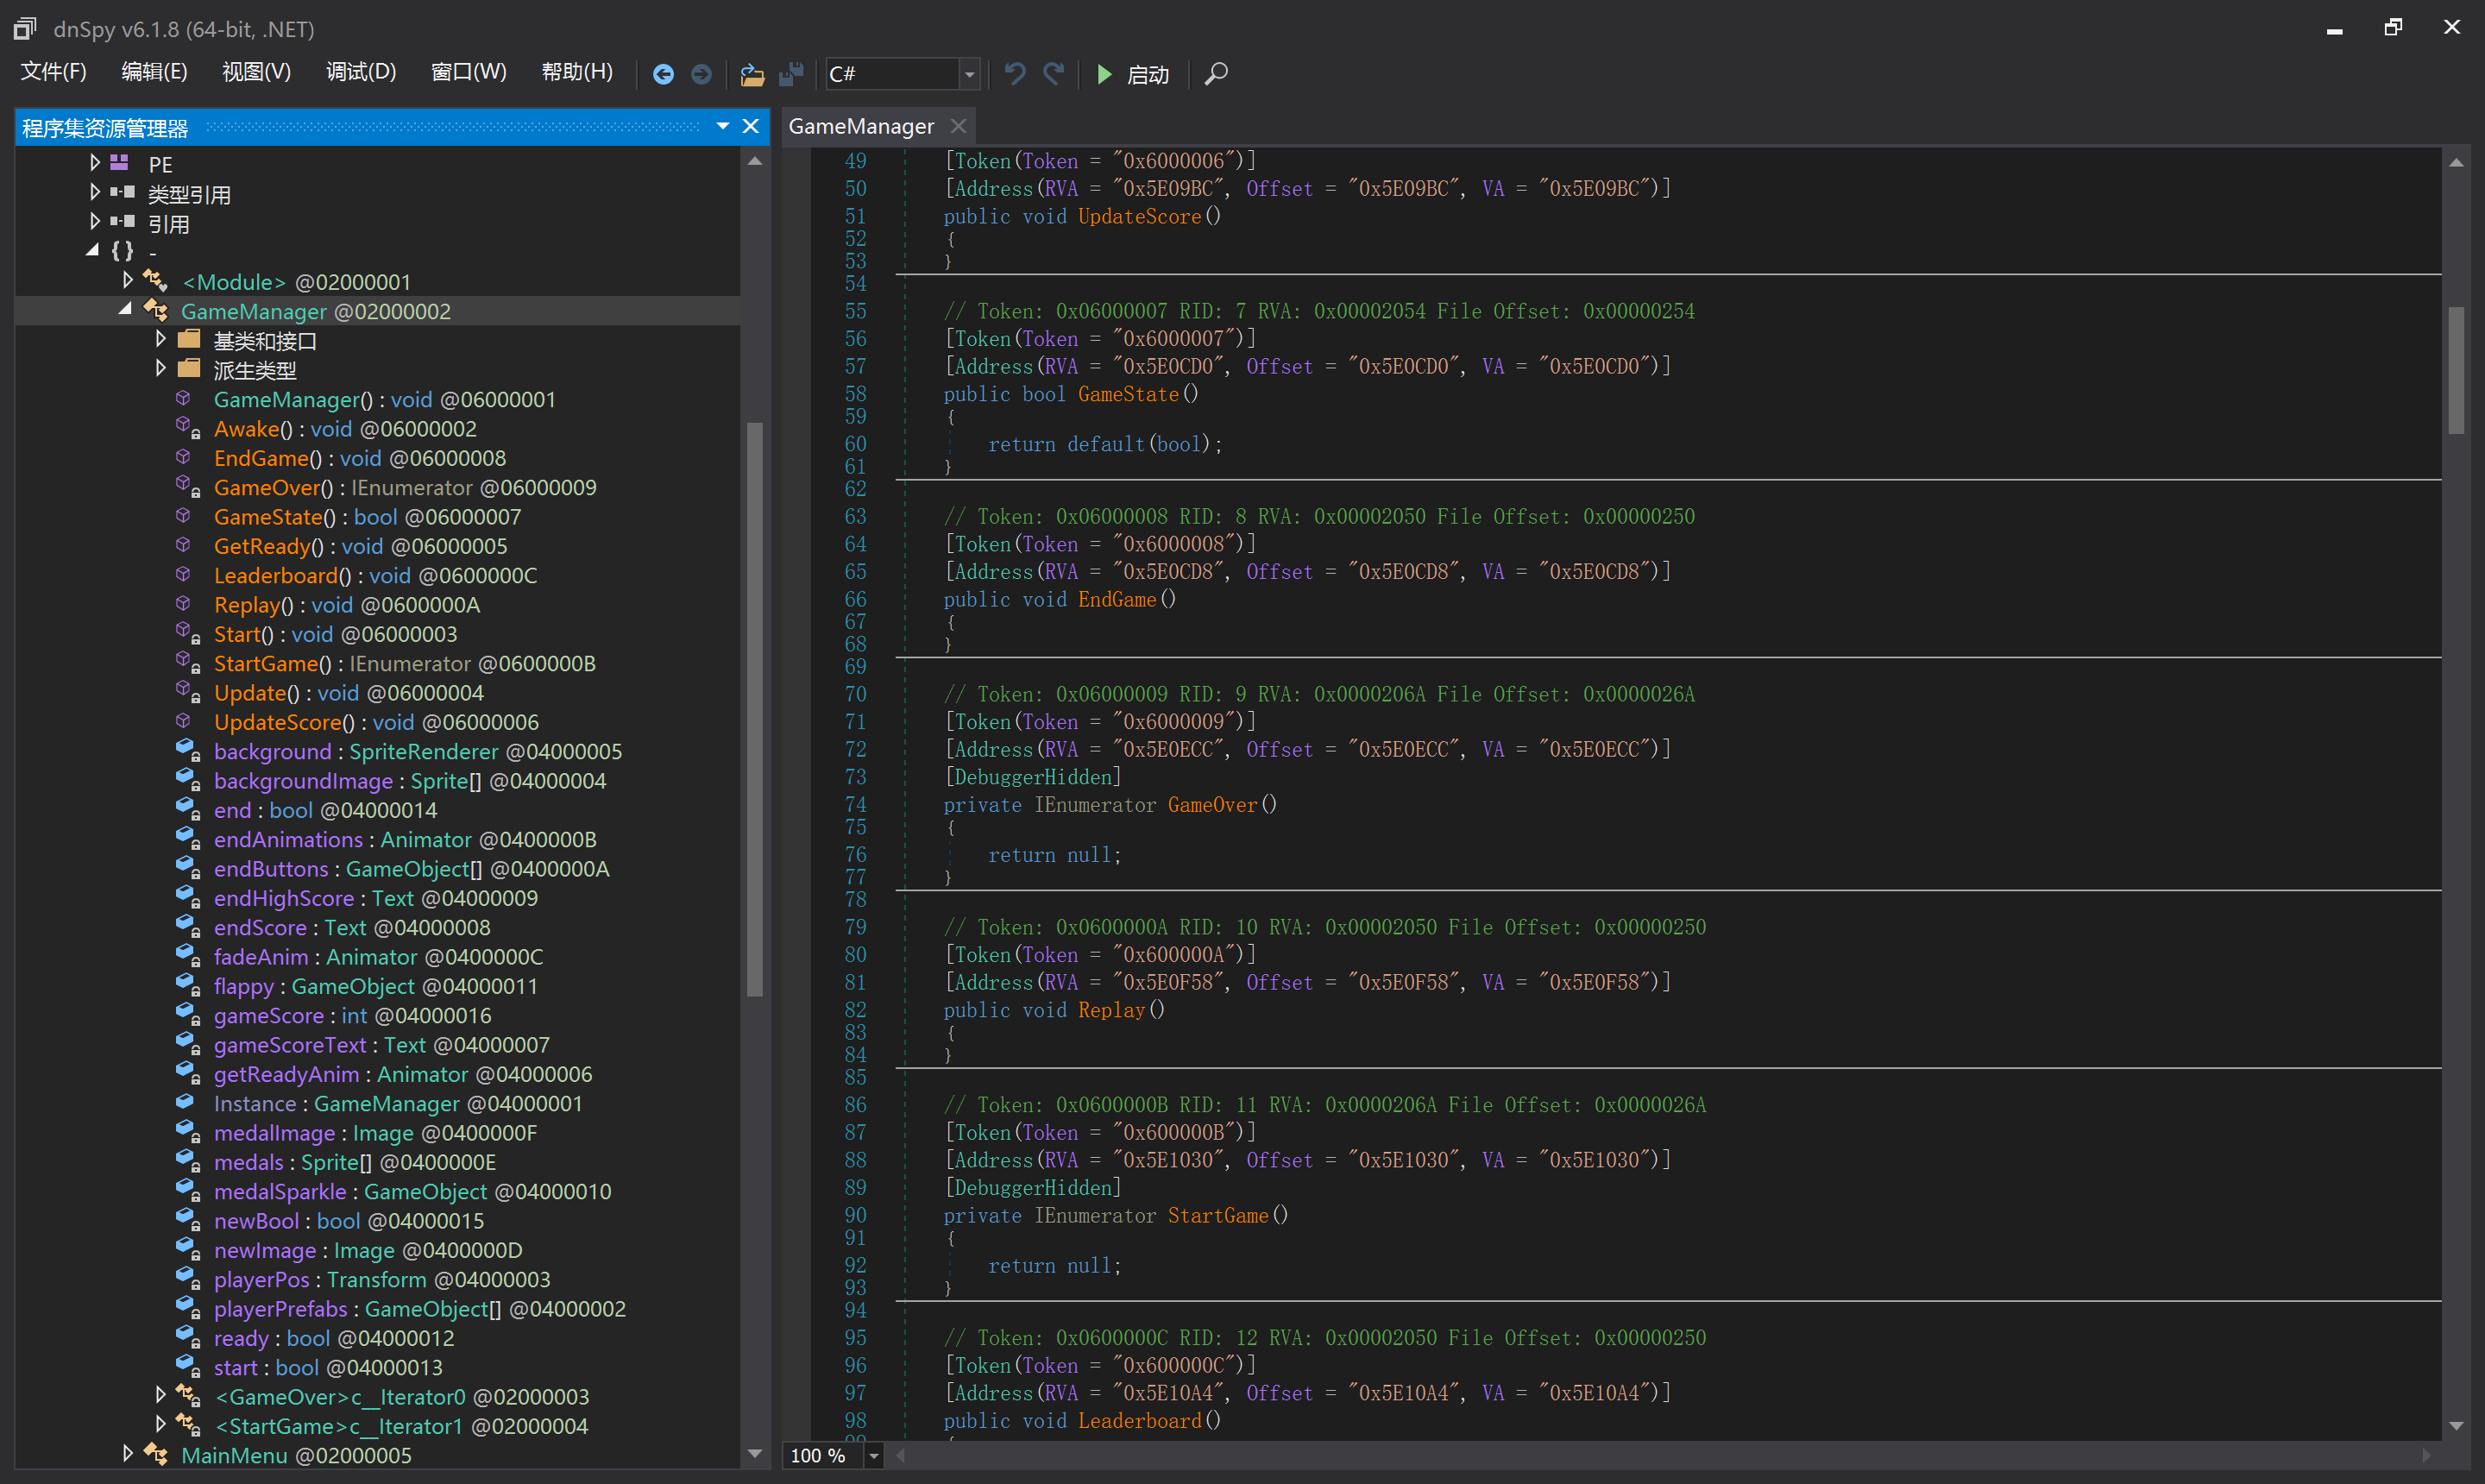 dnSpy v6.1.8 (64-bit, .NET)
文件(F) 编辑(E) 视图(V) 调试(D) 窗口(W) 帮助(H) C# 启动
程序集资源管理器
PE
类型引用
引用
{ } -
<Module> @02000001
GameManager @02000002
基类和接口
派生类型
GameManager() : void @06000001
Awake() : void @06000002
EndGame() : void @06000008
GameOver() : IEnumerator @06000009
GameState() : bool @06000007
GetReady() : void @06000005
Leaderboard() : void @0600000C
Replay() : void @0600000A
Start() : void @06000003
StartGame() : IEnumerator @0600000B
Update() : void @06000004
UpdateScore() : void @06000006
background : SpriteRenderer @04000005
backgroundImage : Sprite[] @04000004
end : bool @04000014
endAnimations : Animator @0400000B
endButtons : GameObject[] @0400000A
endHighScore : Text @04000009
endScore : Text @04000008
fadeAnim : Animator @0400000C
flappy : GameObject @04000011
gameScore : int @04000016
gameScoreText : Text @04000007
getReadyAnim : Animator @04000006
Instance : GameManager @04000001
medalImage : Image @0400000F
medals : Sprite[] @0400000E
medalSparkle : GameObject @04000010
newBool : bool @04000015
newImage : Image @0400000D
playerPos : Transform @04000003
playerPrefabs : GameObject[] @04000002
ready : bool @04000012
start : bool @04000013
<GameOver>c__Iterator0 @02000003
<StartGame>c__Iterator1 @02000004
MainMenu @02000005
GameManager
49 [Token(Token = "0x6000006")]
50 [Address(RVA = "0x5E09BC", Offset = "0x5E09BC", VA = "0x5E09BC")]
51 public void UpdateScore()
52 {
53 }
54
55 // Token: 0x06000007 RID: 7 RVA: 0x00002054 File Offset: 0x00000254
56 [Token(Token = "0x6000007")]
57 [Address(RVA = "0x5E0CD0", Offset = "0x5E0CD0", VA = "0x5E0CD0")]
58 public bool GameState()
59 {
60 return default(bool);
61 }
62
63 // Token: 0x06000008 RID: 8 RVA: 0x00002050 File Offset: 0x00000250
64 [Token(Token = "0x6000008")]
65 [Address(RVA = "0x5E0CD8", Offset = "0x5E0CD8", VA = "0x5E0CD8")]
66 public void EndGame()
67 {
68 }
69
70 // Token: 0x06000009 RID: 9 RVA: 0x0000206A File Offset: 0x0000026A
71 [Token(Token = "0x6000009")]
72 [Address(RVA = "0x5E0ECC", Offset = "0x5E0ECC", VA = "0x5E0ECC")]
73 [DebuggerHidden]
74 private IEnumerator GameOver()
75 {
76 return null;
77 }
78
79 // Token: 0x0600000A RID: 10 RVA: 0x00002050 File Offset: 0x00000250
80 [Token(Token = "0x600000A")]
81 [Address(RVA = "0x5E0F58", Offset = "0x5E0F58", VA = "0x5E0F58")]
82 public void Replay()
83 {
84 }
85
86 // Token: 0x0600000B RID: 11 RVA: 0x0000206A File Offset: 0x0000026A
87 [Token(Token = "0x600000B")]
88 [Address(RVA = "0x5E1030", Offset = "0x5E1030", VA = "0x5E1030")]
89 [DebuggerHidden]
90 private IEnumerator StartGame()
91 {
92 return null;
93 }
94
95 // Token: 0x0600000C RID: 12 RVA: 0x00002050 File Offset: 0x00000250
96 [Token(Token = "0x600000C")]
97 [Address(RVA = "0x5E10A4", Offset = "0x5E10A4", VA = "0x5E10A4")]
98 public void Leaderboard()
100 %